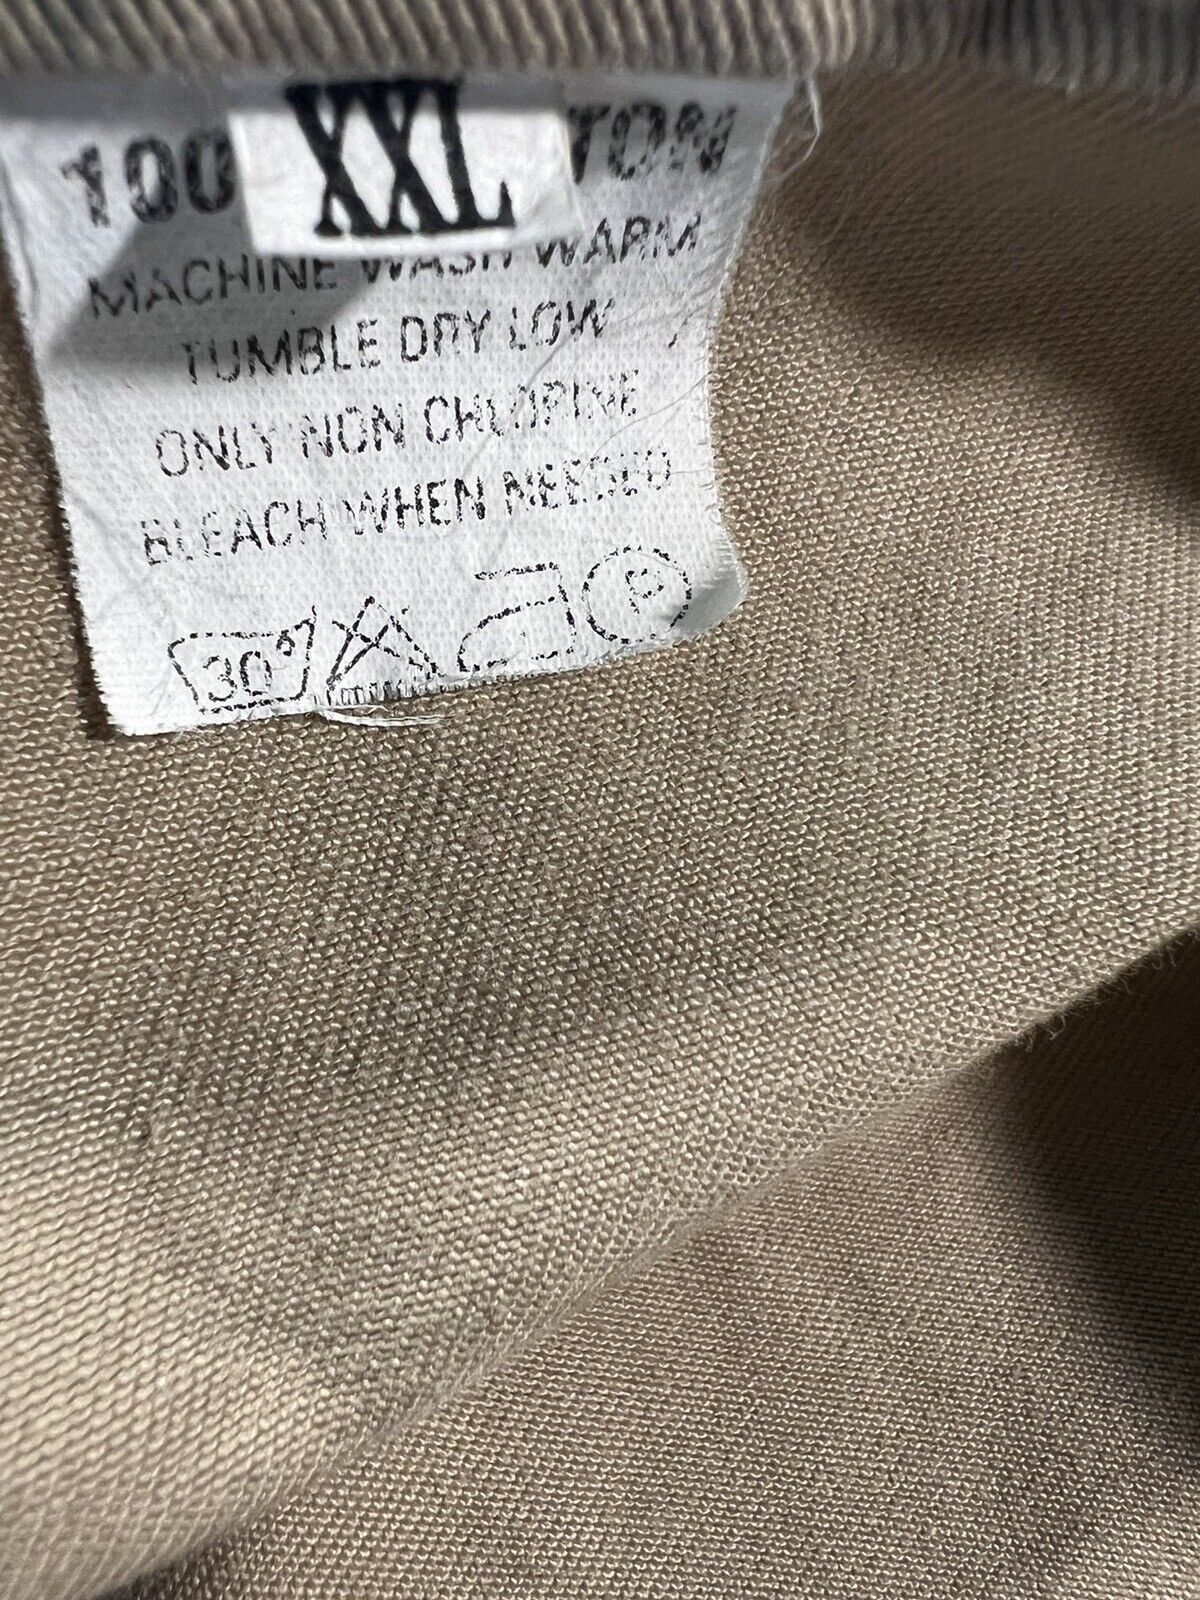 100 XXL TON
MACHINE WASH WARM
TUMBLE DRY LOW
ONLY NON CHLORINE
BLEACH WHEN NEEDED
30° P